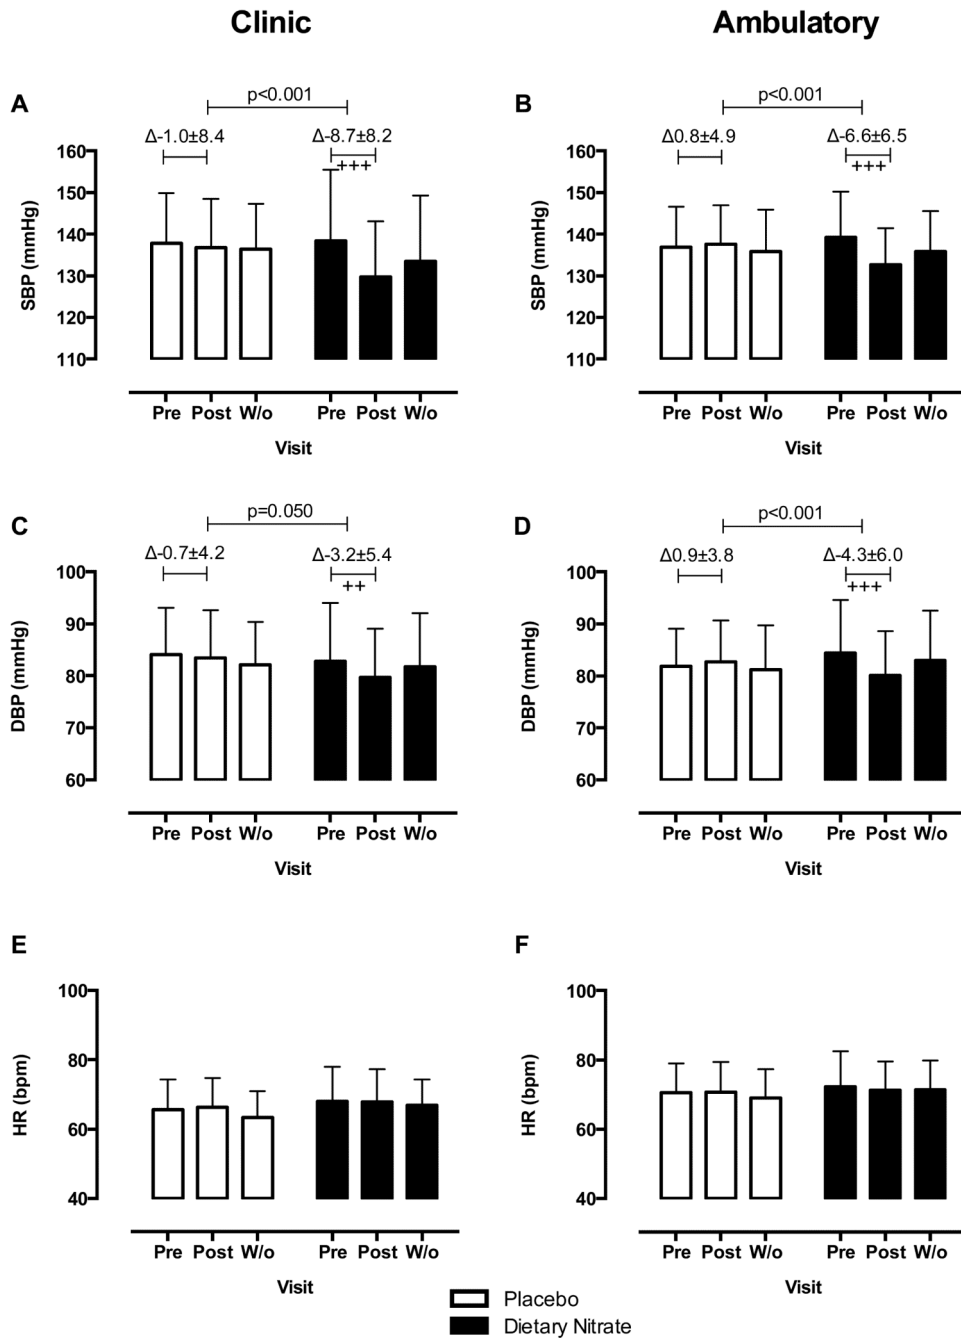 Clinic
Ambulatory
A
p<0.001
Δ-1.0±8.4
Δ-8.7±8.2
+++
160
150
140
130
120
110
SBP (mmHg)
Pre Post W/o Pre Post W/o
Visit
B
p<0.001
Δ0.8±4.9
Δ-6.6±6.5
+++
160
150
140
130
120
110
SBP (mmHg)
Pre Post W/o Pre Post W/o
Visit
C
p=0.050
Δ-0.7±4.2
Δ-3.2±5.4
++
100
90
80
70
60
DBP (mmHg)
Pre Post W/o Pre Post W/o
Visit
D
p<0.001
Δ0.9±3.8
Δ-4.3±6.0
+++
100
90
80
70
60
DBP (mmHg)
Pre Post W/o Pre Post W/o
Visit
E
100
80
60
40
HR (bpm)
Pre Post W/o Pre Post W/o
Visit
F
100
80
60
40
HR (bpm)
Pre Post W/o Pre Post W/o
Visit
Placebo
Dietary Nitrate